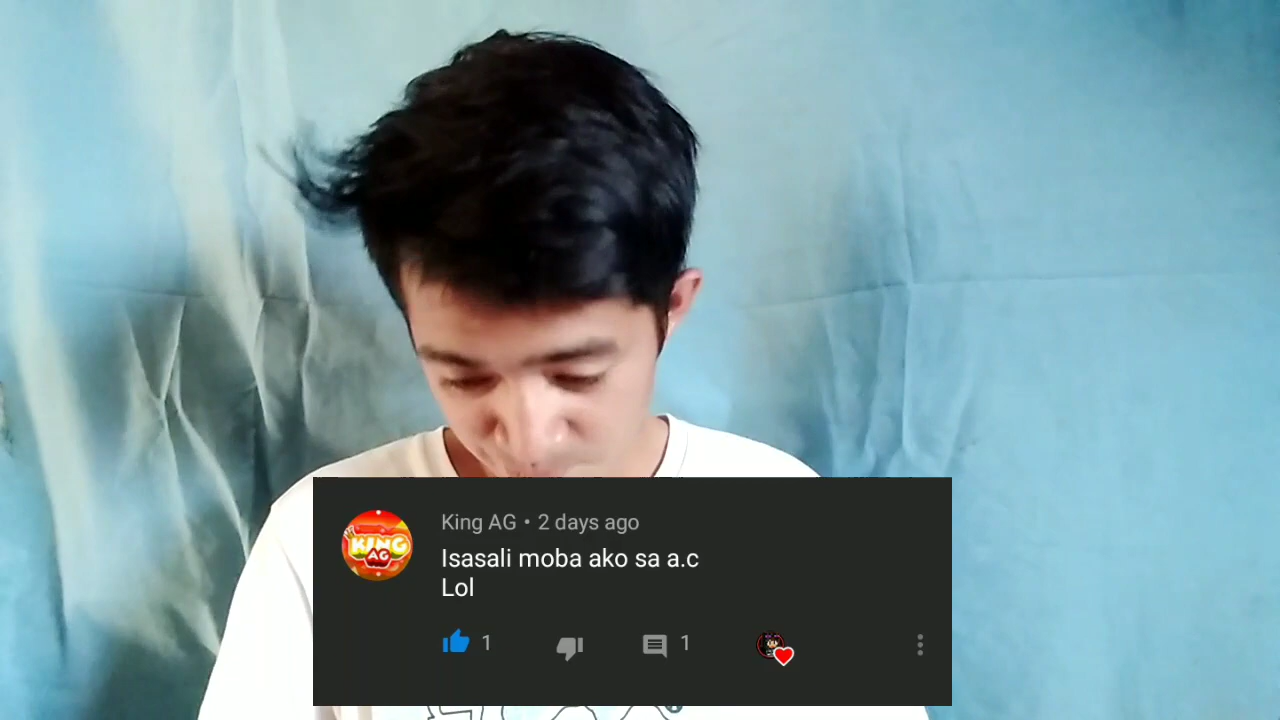 King AG • 2 days ago
KING
AG
Isasali moba ako sa a.c
Lol
1
1